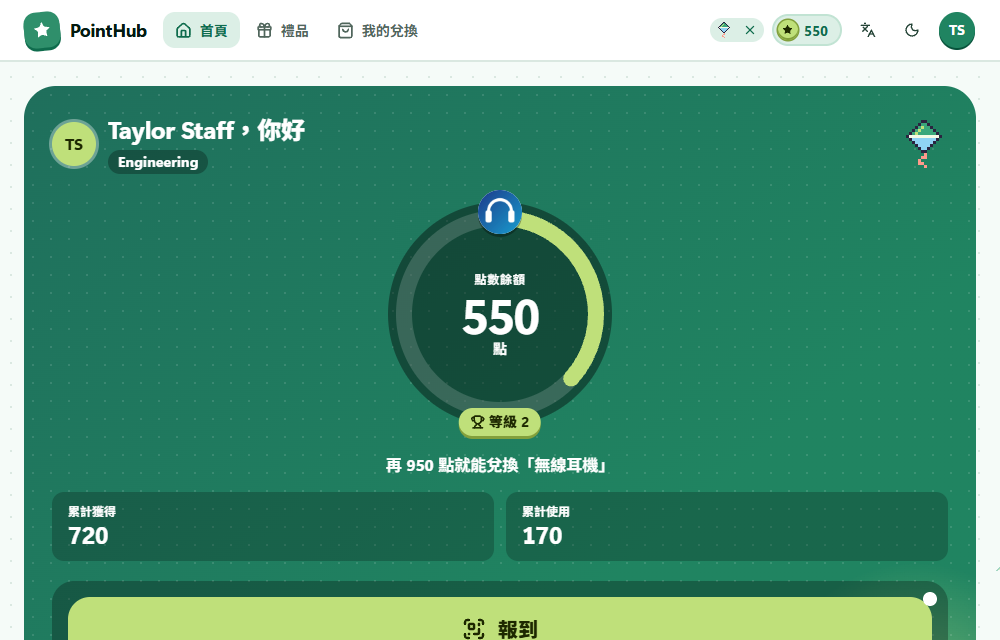 PointHub 首頁 禮品 我的兌換 550 TS
TS
Taylor Staff，你好
Engineering
點數餘額
550
點
等級 2
再 950 點就能兌換「無線耳機」
累計獲得
720
累計使用
170
報到